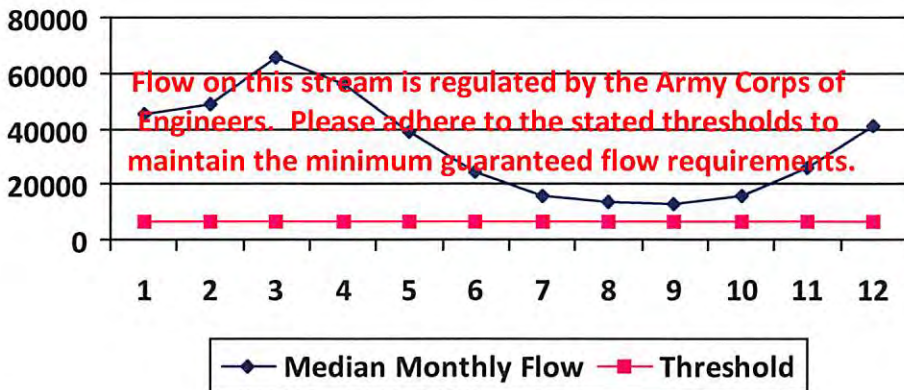 80000
60000
40000
20000
0
Flow on this stream is regulated by the Army Corps of
Engineers. Please adhere to the stated thresholds to
maintain the minimum guaranteed flow requirements.
1 2 3 4 5 6 7 8 9 10 11 12
Median Monthly Flow Threshold